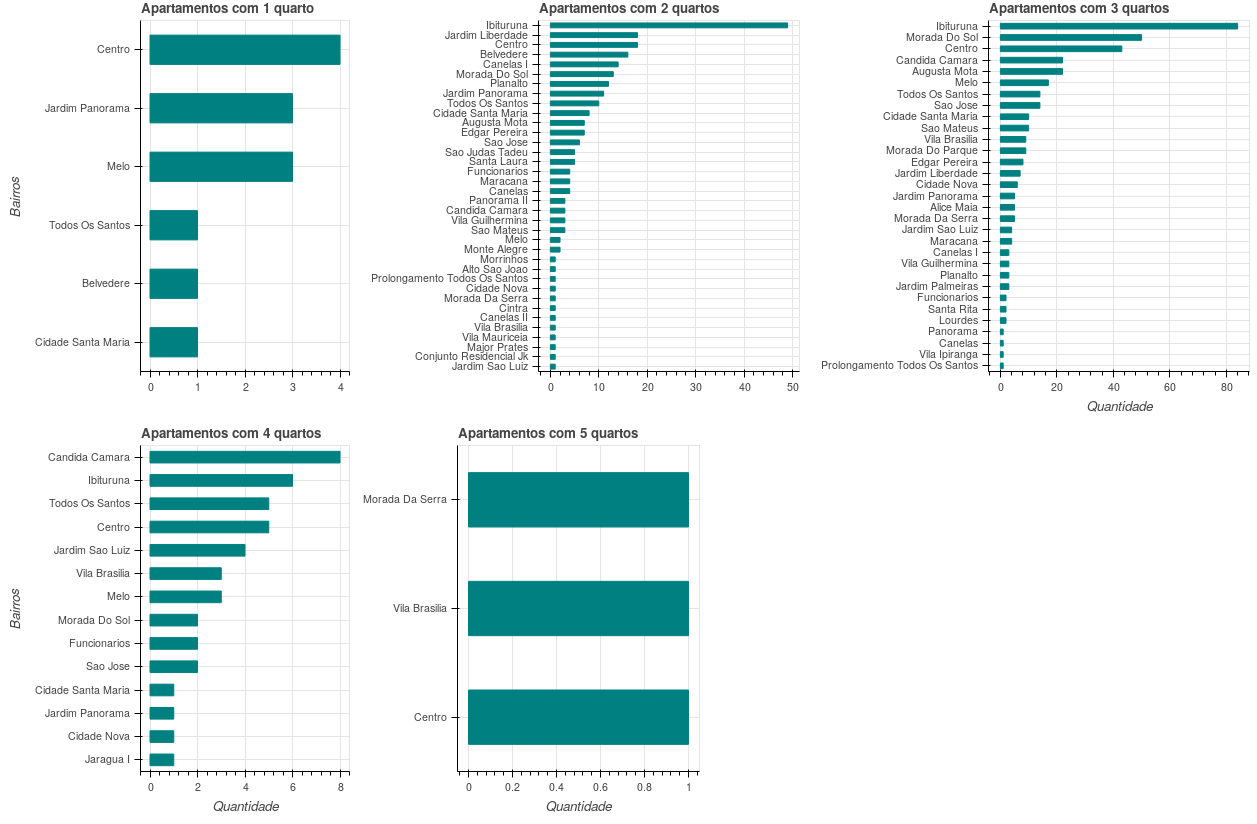 Apartamentos com 1 quarto
Bairros
Centro
Jardim Panorama
Melo
Todos Os Santos
Belvedere
Cidade Santa Maria
0 1 2 3 4
Apartamentos com 2 quartos
Ibituruna
Jardim Liberdade
Centro
Belvedere
Canelas I
Morada Do Sol
Planalto
Jardim Panorama
Todos Os Santos
Cidade Santa Maria
Augusta Mota
Edgar Pereira
Sao Jose
Sao Judas Tadeu
Santa Laura
Funcionarios
Maracana
Canelas
Panorama II
Candida Camara
Vila Guilhermina
Sao Mateus
Melo
Monte Alegre
Morrinhos
Alto Sao Joao
Prolongamento Todos Os Santos
Cidade Nova
Morada Da Serra
Cintra
Canelas II
Vila Brasilia
Vila Mauriceia
Major Prates
Conjunto Residencial Jk
Jardim Sao Luiz
0 10 20 30 40 50
Apartamentos com 3 quartos
Ibituruna
Morada Do Sol
Centro
Candida Camara
Augusta Mota
Melo
Todos Os Santos
Sao Jose
Cidade Santa Maria
Sao Mateus
Vila Brasilia
Morada Do Parque
Edgar Pereira
Jardim Liberdade
Cidade Nova
Jardim Panorama
Alice Maia
Morada Da Serra
Jardim Sao Luiz
Maracana
Canelas I
Vila Guilhermina
Planalto
Jardim Palmeiras
Funcionarios
Santa Rita
Lourdes
Panorama
Canelas
Vila Ipiranga
Prolongamento Todos Os Santos
0 20 40 60 80
Quantidade
Apartamentos com 4 quartos
Bairros
Candida Camara
Ibituruna
Todos Os Santos
Centro
Jardim Sao Luiz
Vila Brasilia
Melo
Morada Do Sol
Funcionarios
Sao Jose
Cidade Santa Maria
Jardim Panorama
Cidade Nova
Jaragua I
0 2 4 6 8
Quantidade
Apartamentos com 5 quartos
Morada Da Serra
Vila Brasilia
Centro
0 0.2 0.4 0.6 0.8 1
Quantidade